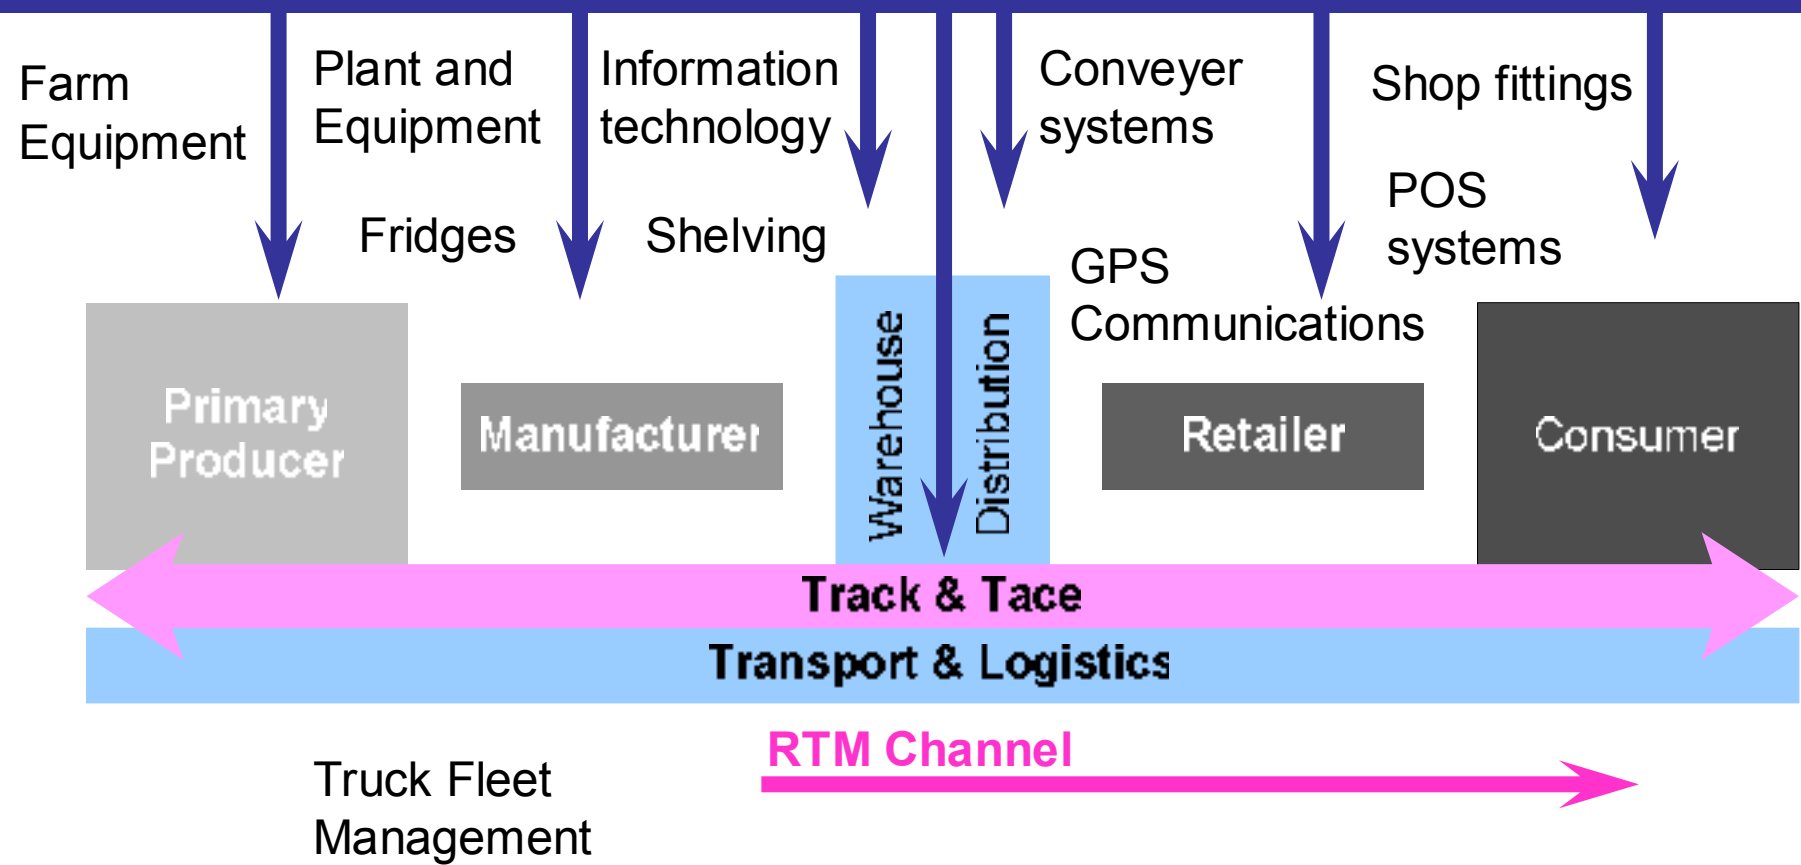 Farm
Equipment
Plant and
Equipment
Information
technology
Conveyer
systems
Shop fittings
Fridges
Shelving
GPS
Communications
POS
systems
Primary
Producer
Manufacturer
Warehouse
Distribution
Retailer
Consumer
Track & Tace
Transport & Logistics
RTM Channel
Truck Fleet
Management